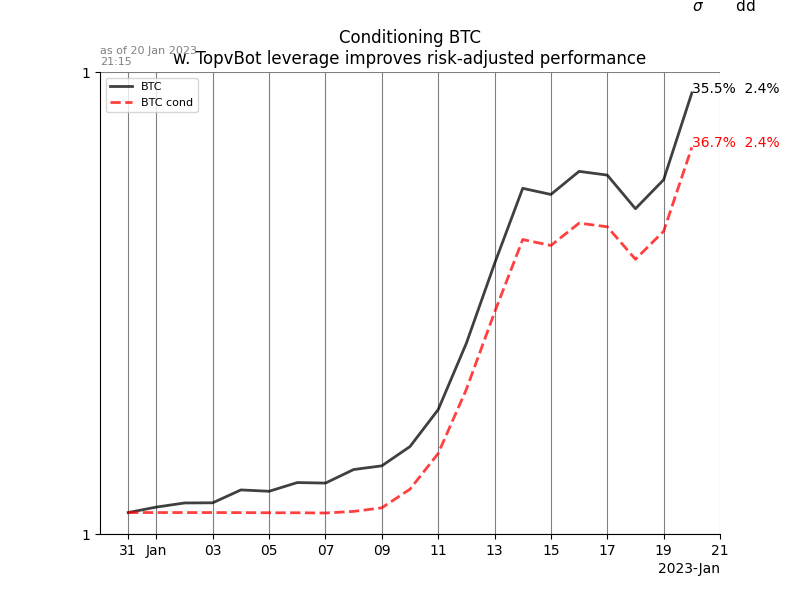 σ dd
Conditioning BTC
w. TopvBot leverage improves risk-adjusted performance
as of 20 Jan 2023
21:15
1
BTC
BTC cond
35.5% 2.4%
36.7% 2.4%
1
31 Jan 03 05 07 09 11 13 15 17 19 21
2023-Jan